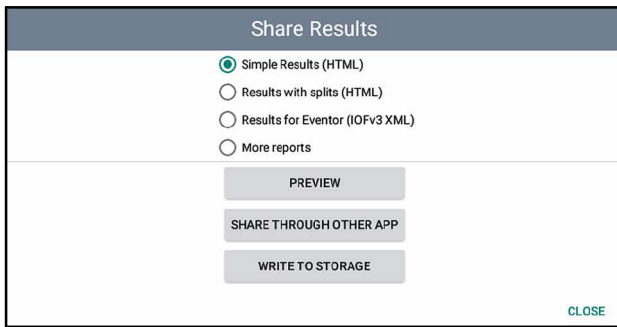 Share Results
Simple Results (HTML)
Results with splits (HTML)
Results for Eventor (IOFv3 XML)
More reports
PREVIEW
SHARE THROUGH OTHER APP
WRITE TO STORAGE
CLOSE